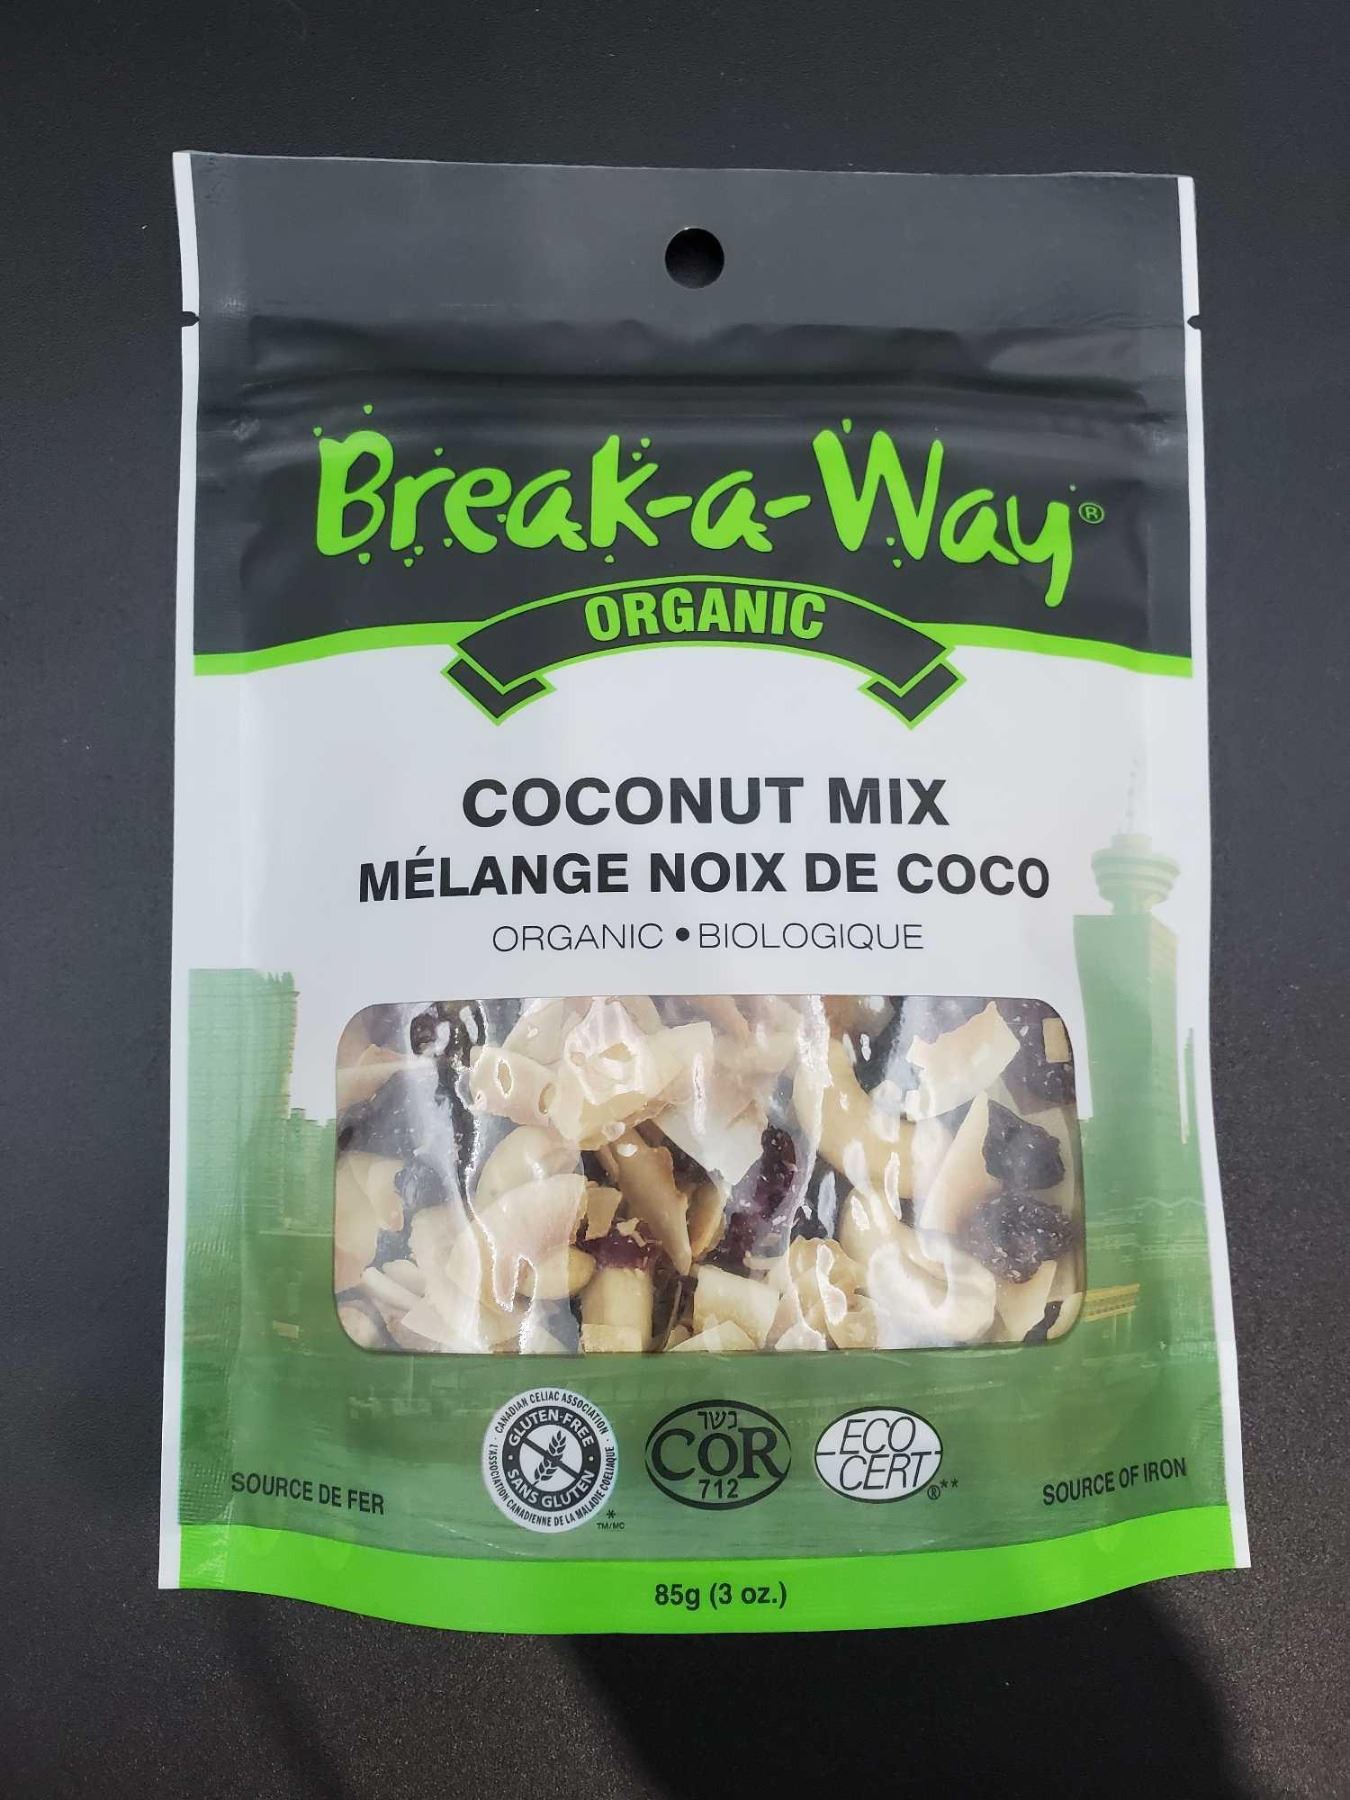 Break-a-Way®
ORGANIC
COCONUT MIX
MÉLANGE NOIX DE COCO
ORGANIC • BIOLOGIQUE
SOURCE DE FER
CANADIAN CELIAC ASSOCIATION
GLUTEN-FREE
SANS GLUTEN
L'ASSOCIATION CANADIENNE DE LA MALADIE COELIAQUE
*
TM/MC
כשר
COR
712
ECO
CERT
®**
SOURCE OF IRON
85g (3 oz.)